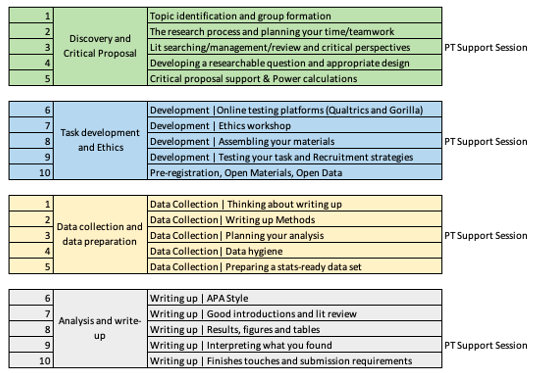 1 Topic identification and group formation
2 Discovery and Critical Proposal The research process and planning your time/teamwork
3 Lit searching/management/review and critical perspectives PT Support Session
4 Developing a researchable question and appropriate design
5 Critical proposal support & Power calculations
6 Development |Online testing platforms (Qualtrics and Gorilla)
7 Task development and Ethics Development | Ethics workshop
8 Development | Assembling your materials PT Support Session
9 Development | Testing your task and Recruitment strategies
10 Pre-registration, Open Materials, Open Data
1 Data Collection| Thinking about writing up
2 Data collection and data preparation Data Collection| Writing up Methods
3 Data Collection| Planning your analysis PT Support Session
4 Data Collection| Data hygiene
5 Data Collection| Preparing a stats-ready data set
6 Writing up | APA Style
7 Analysis and write-up Writing up | Good introductions and lit review
8 Writing up | Results, figures and tables
9 Writing up | Interpreting what you found PT Support Session
10 Writing up | Finishes touches and submission requirements